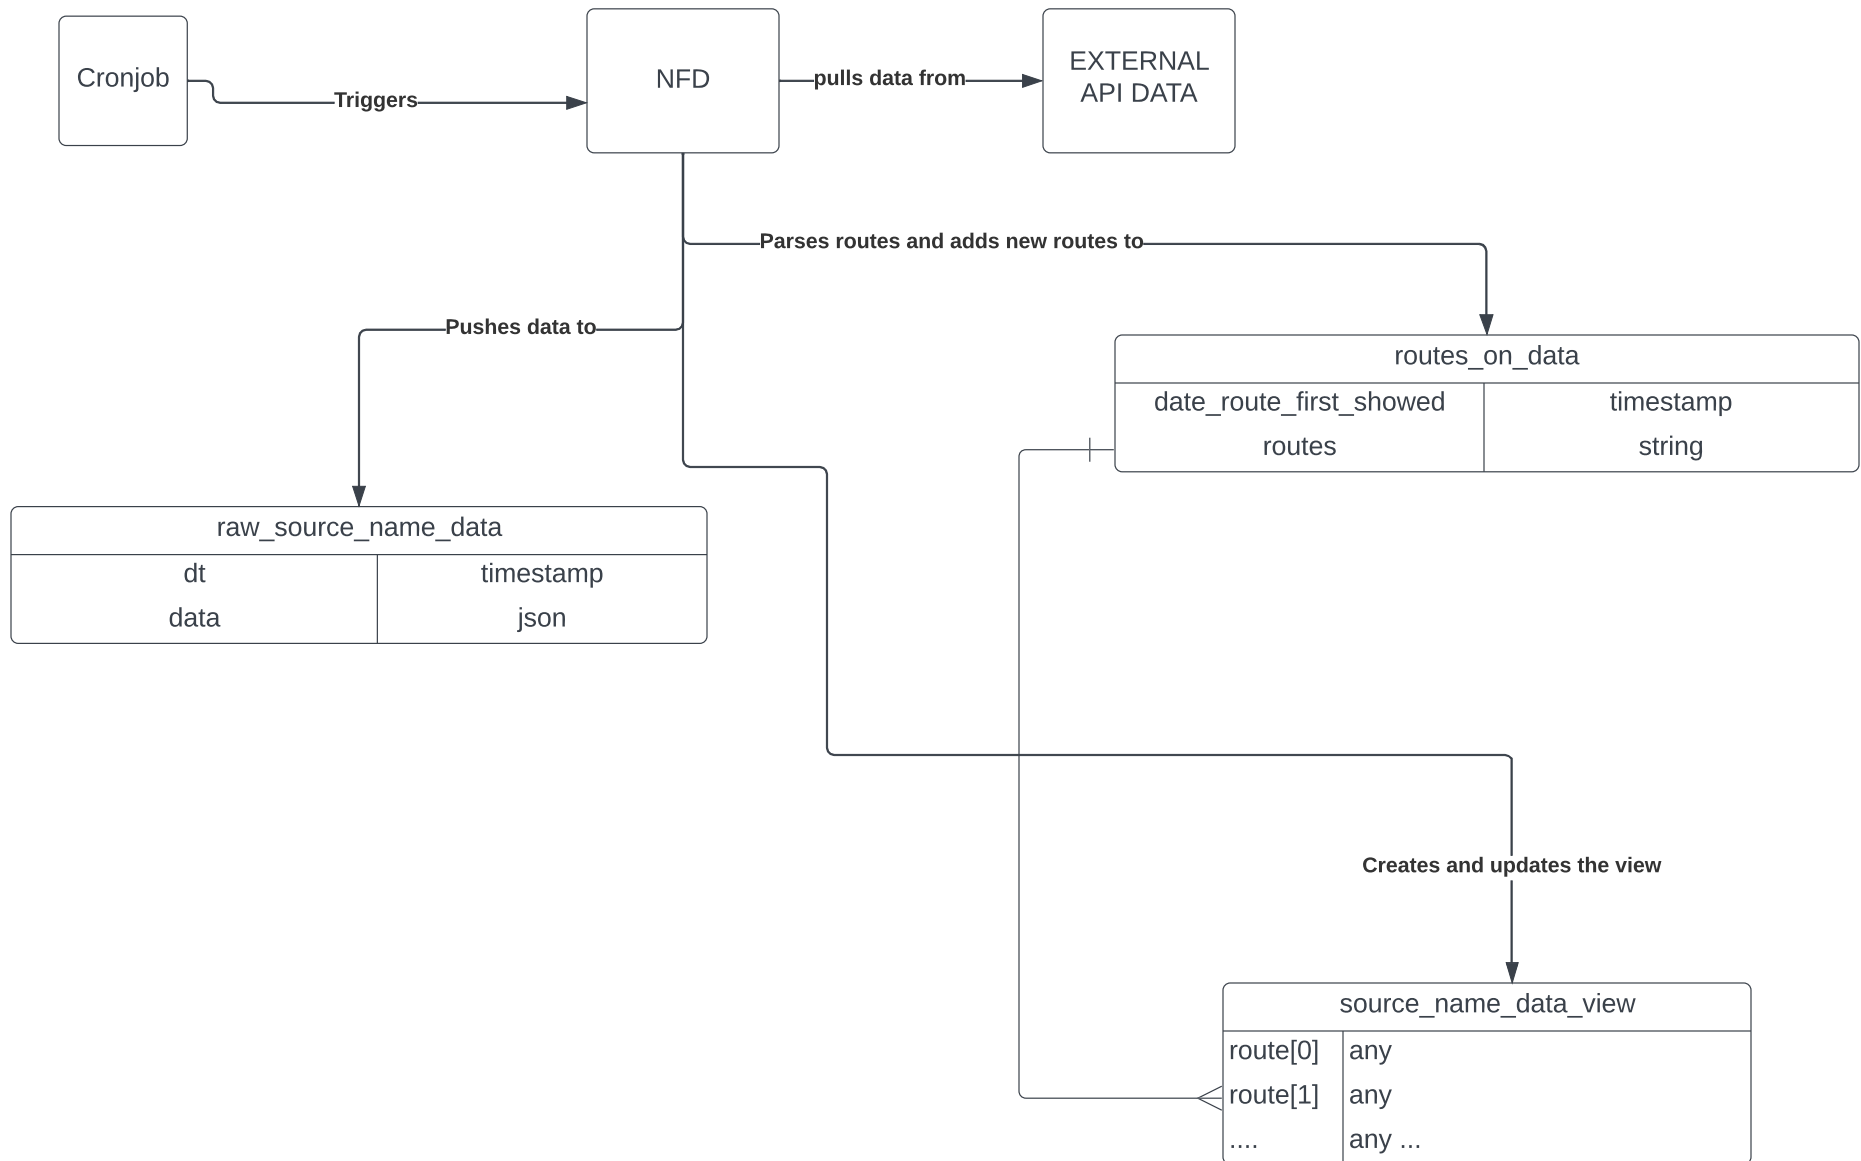 Cronjob
Triggers
NFD
pulls data from
EXTERNAL
API DATA
Parses routes and adds new routes to
Pushes data to
routes_on_data
date_route_first_showed timestamp
routes string
raw_source_name_data
dt timestamp
data json
Creates and updates the view
source_name_data_view
route[0] any
route[1] any
.... any ...